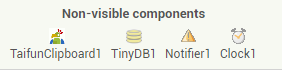 Non-visible components
TaifunClipboard1 TinyDB1 Notifier1 Clock1